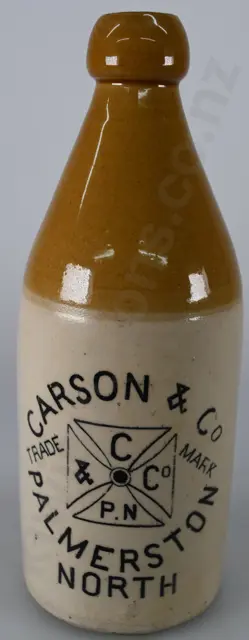 CARSON & Co
TRADE MARK
C
& Co
P.N
PALMERSTON
NORTH